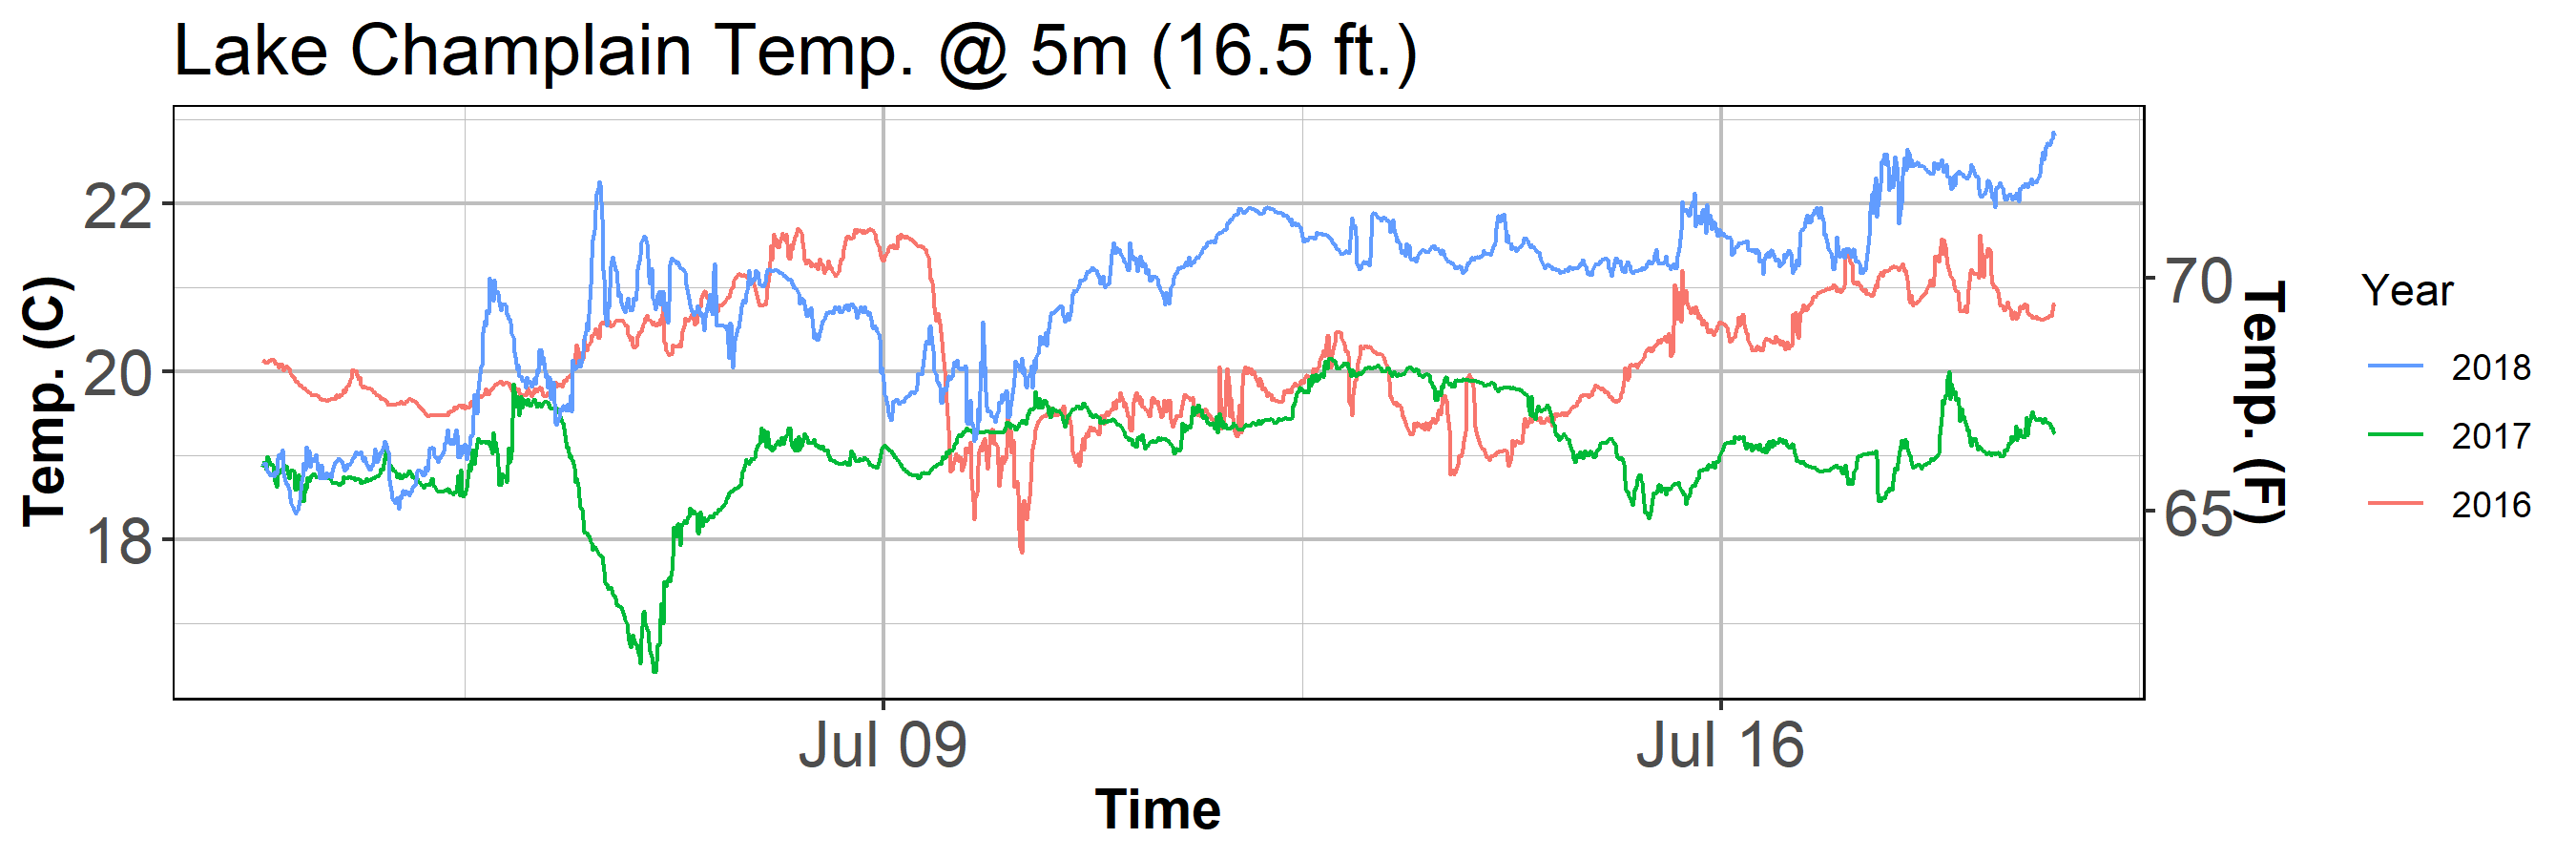 Lake Champlain Temp. @ 5m (16.5 ft.)
Temp. (C)
22
20
18
70
65
Temp. (F)
Jul 09
Jul 16
Time
Year
2018
2017
2016